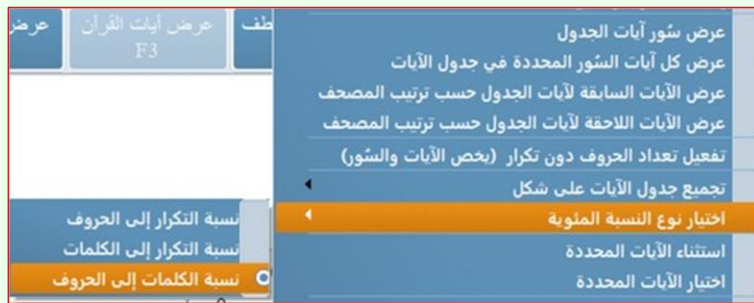 عرض سُور آيات الجدول
عرض كل آيات السُور المحددة في جدول الآيات
عرض الآيات السابقة لآيات الجدول حسب ترتيب المصحف
عرض الآيات اللاحقة لآيات الجدول حسب ترتيب المصحف
تفعيل تعداد الحروف دون تكرار (يخص الآيات والسُور)
تجميع جدول الآيات على شكل
اختيار نوع النسبة المئوية
استثناء الآيات المحددة
اختيار الآيات المحددة
طف
عرض آيات القرآن
F3
عرض
نسبة التكرار إلى الحروف
نسبة التكرار إلى الكلمات
نسبة الكلمات إلى الحروف